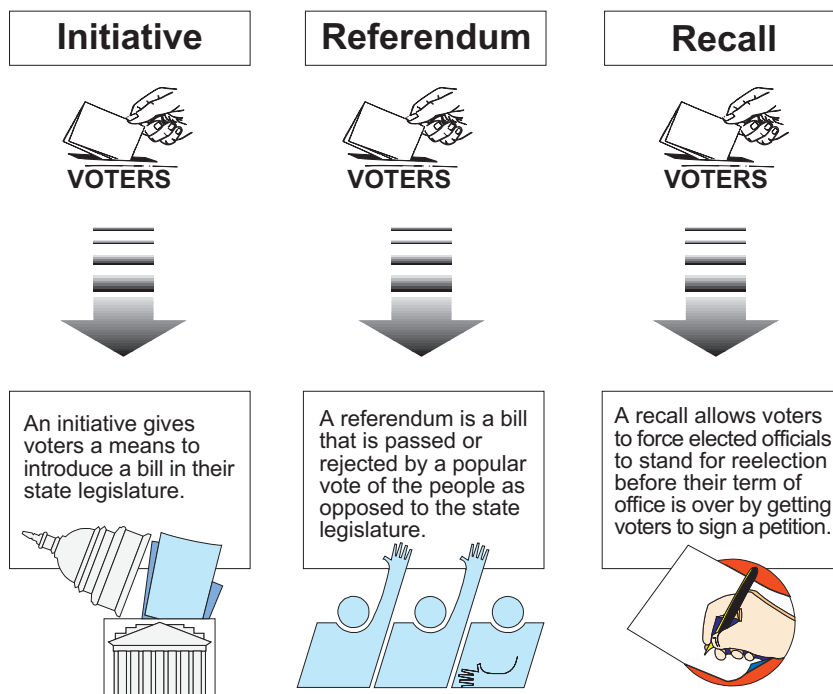 Initiative
Referendum
Recall
VOTERS
VOTERS
VOTERS
An initiative gives
voters a means to
introduce a bill in their
state legislature.
A referendum is a bill
that is passed or
rejected by a popular
vote of the people as
opposed to the state
legislature.
A recall allows voters
to force elected officials
to stand for reelection
before their term of
office is over by getting
voters to sign a petition.